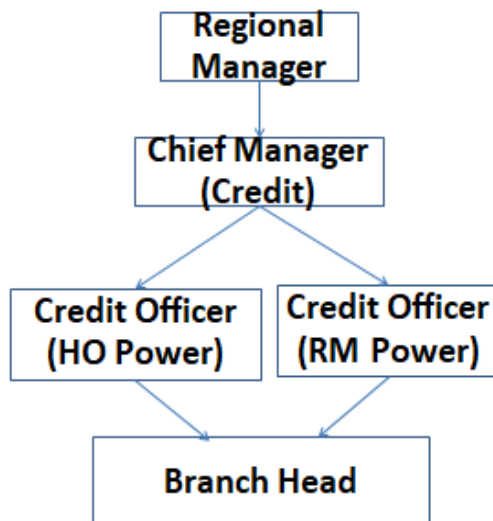 Regional
Manager
Chief Manager
(Credit)
Credit Officer
(HO Power)
Credit Officer
(RM Power)
Branch Head